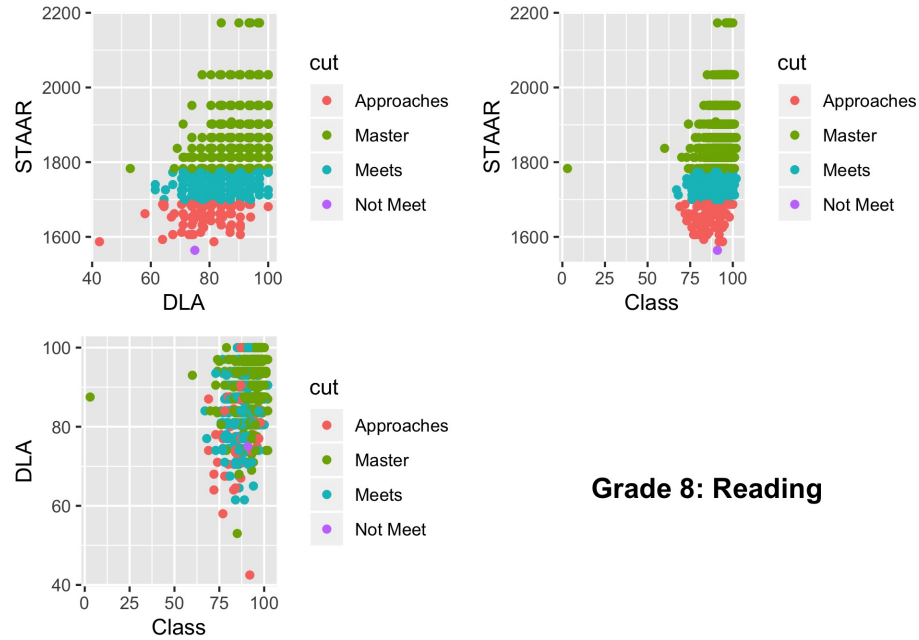 2200
2000
1800
1600
STAAR
40
60
80
100
DLA
cut
Approaches
Master
Meets
Not Meet
2200
2000
1800
1600
STAAR
0
25
50
75
100
Class
cut
Approaches
Master
Meets
Not Meet
100
80
60
40
DLA
0
25
50
75
100
Class
cut
Approaches
Master
Meets
Not Meet
Grade 8: Reading